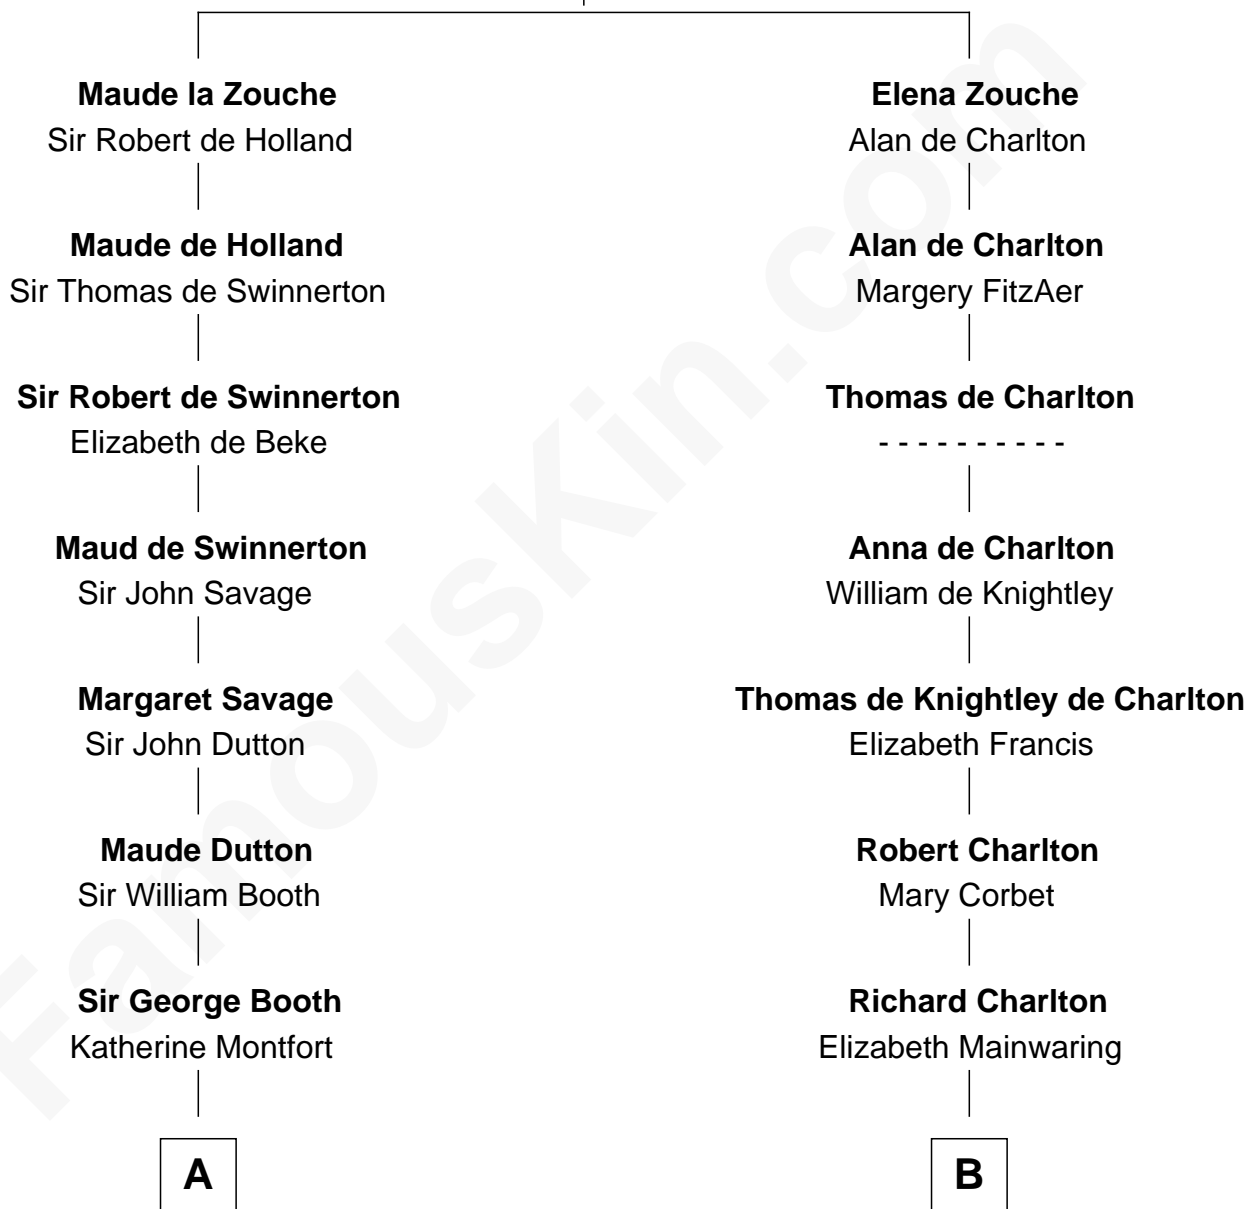 Maude la Zouche
Sir Robert de Holland
Maude de Holland
Sir Thomas de Swinnerton
Sir Robert de Swinnerton
Elizabeth de Beke
Maud de Swinnerton
Sir John Savage
Margaret Savage
Sir John Dutton
Maude Dutton
Sir William Booth
Sir George Booth
Katherine Montfort
A
Elena Zouche
Alan de Charlton
Alan de Charlton
Margery FitzAer
Thomas de Charlton
- - - - - - - - - -
Anna de Charlton
William de Knightley
Thomas de Knightley de Charlton
Elizabeth Francis
Robert Charlton
Mary Corbet
Richard Charlton
Elizabeth Mainwaring
B
FamousKin.com